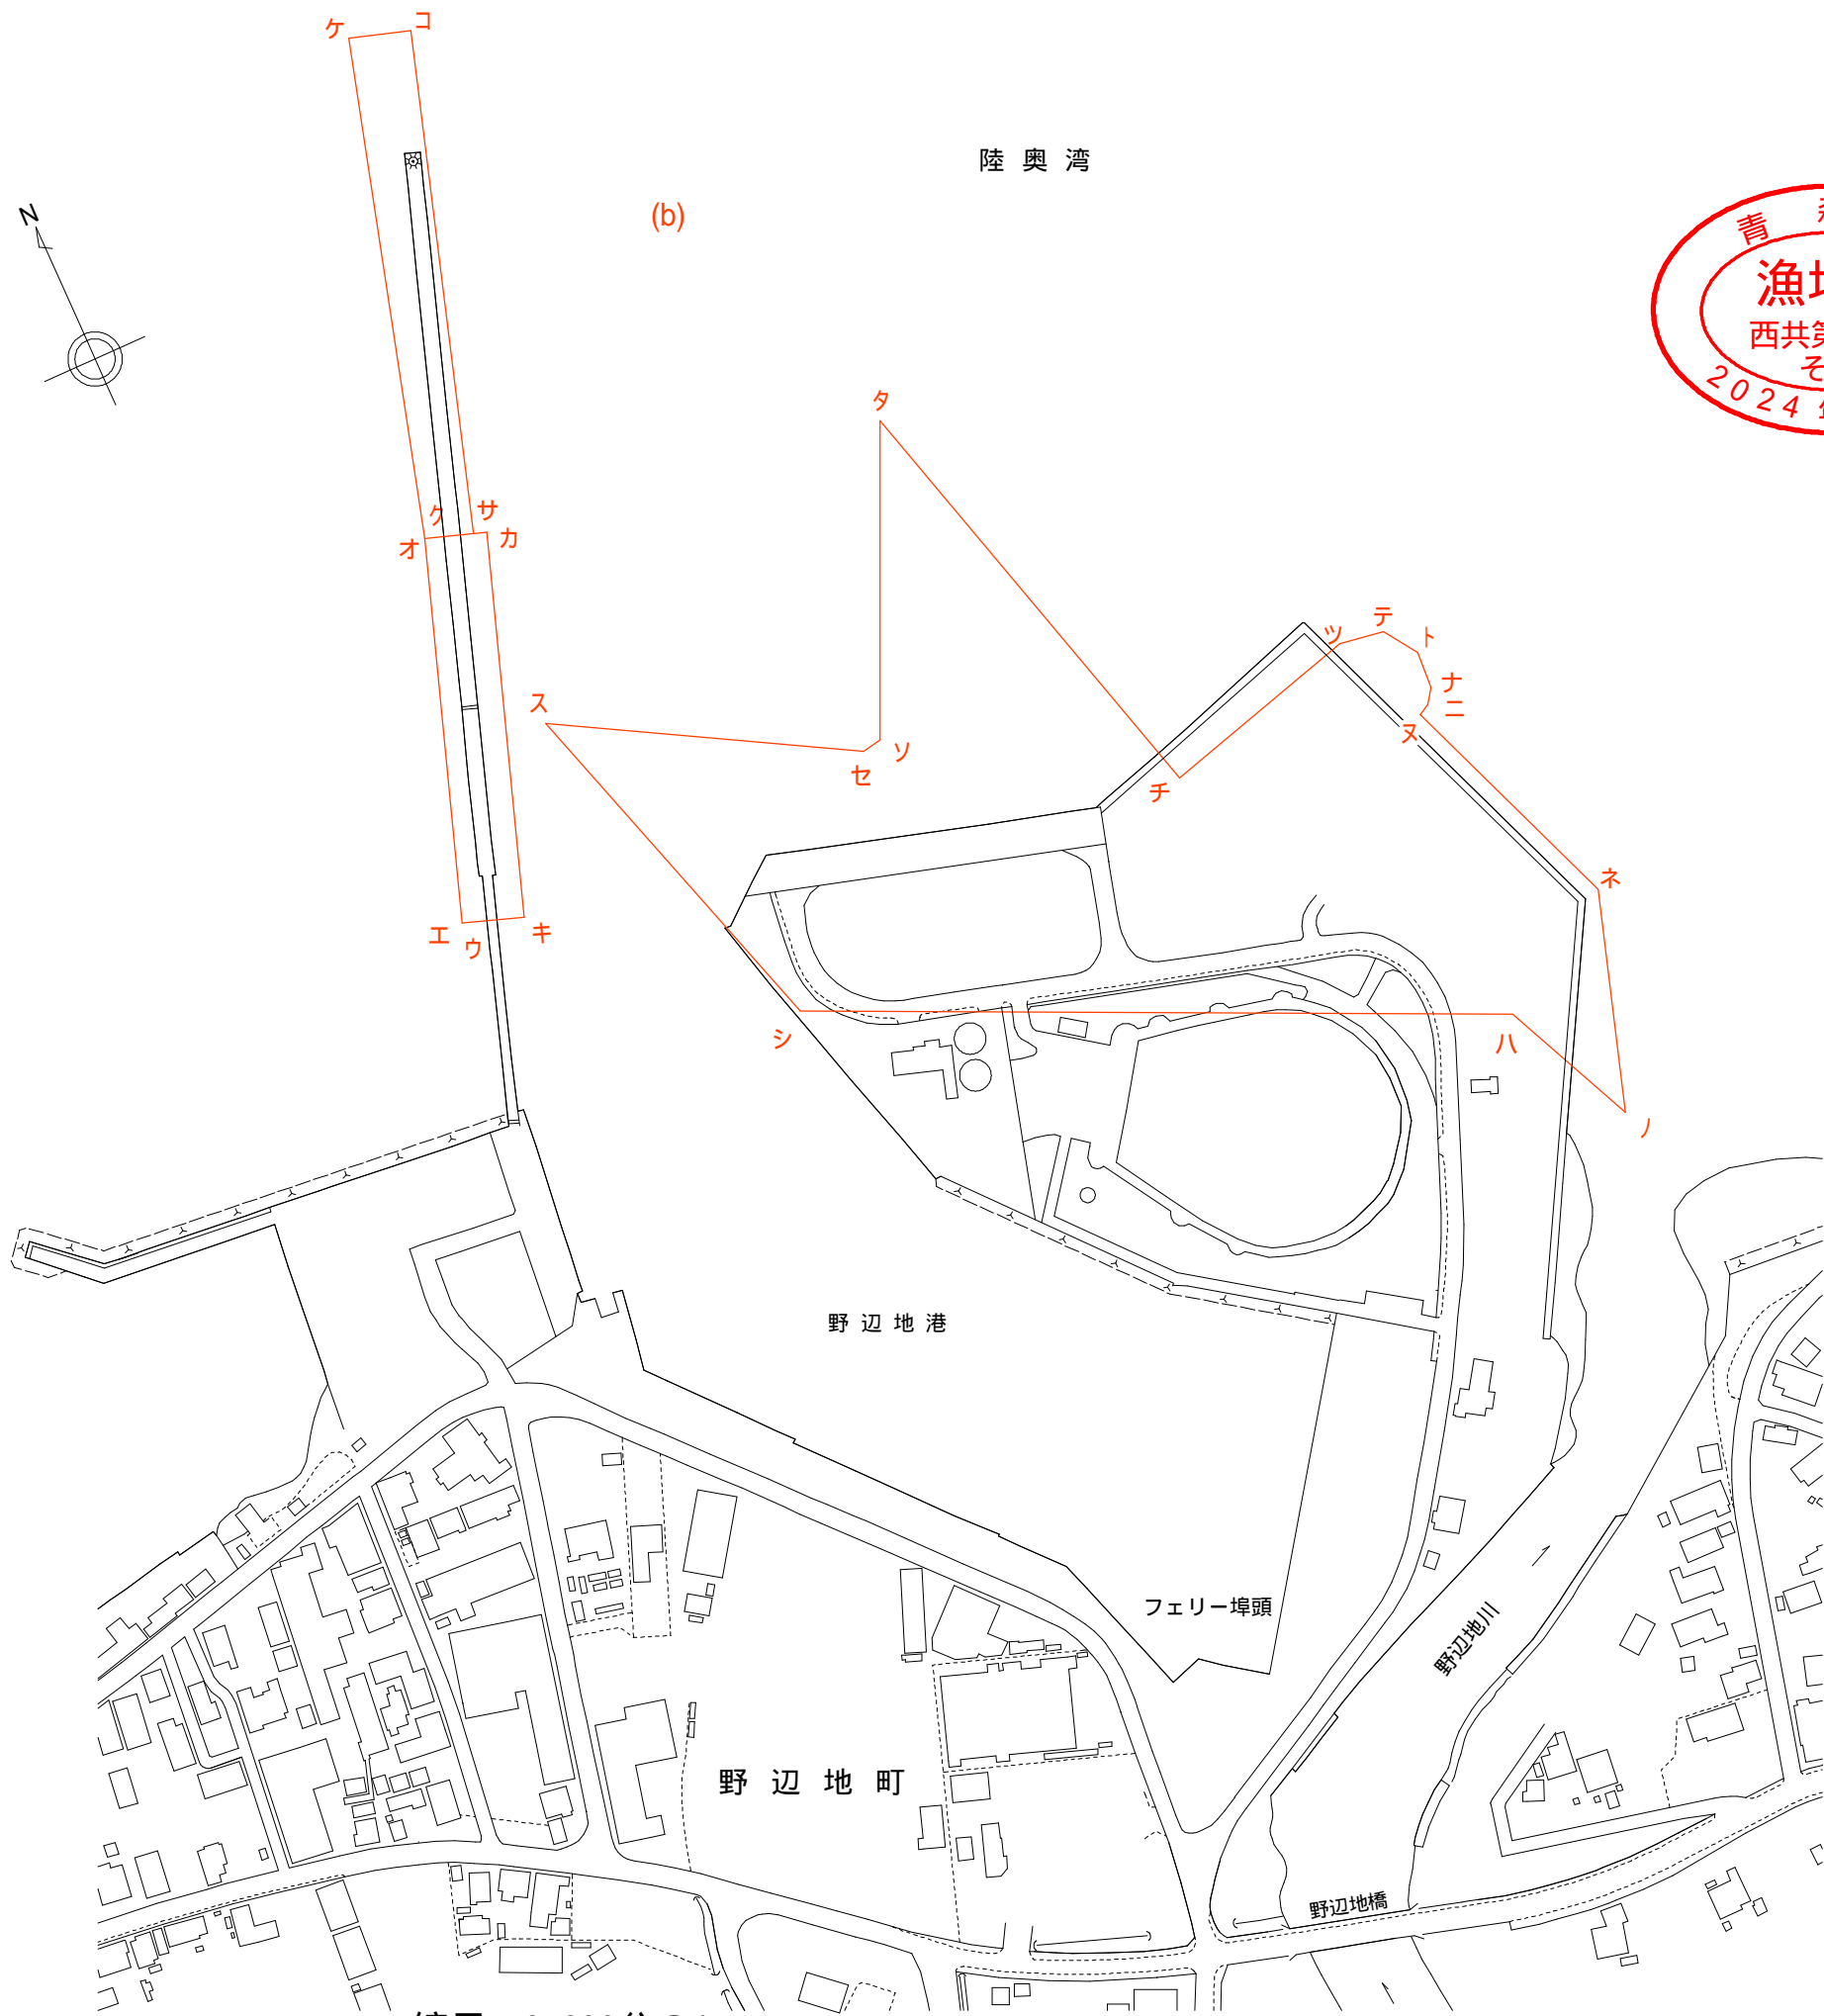 ケ
コ
陸奥湾
N
(b)
青
漁
西共第
そ
2024
タ
ク
サ
オ
カ
ツ
テ
ト
ナ
ニ
ヌ
ス
ソ
セ
チ
ネ
エ
ウ
キ
シ
ハ
ノ
野辺地港
フェリー埠頭
野辺地川
野辺地町
野辺地橋